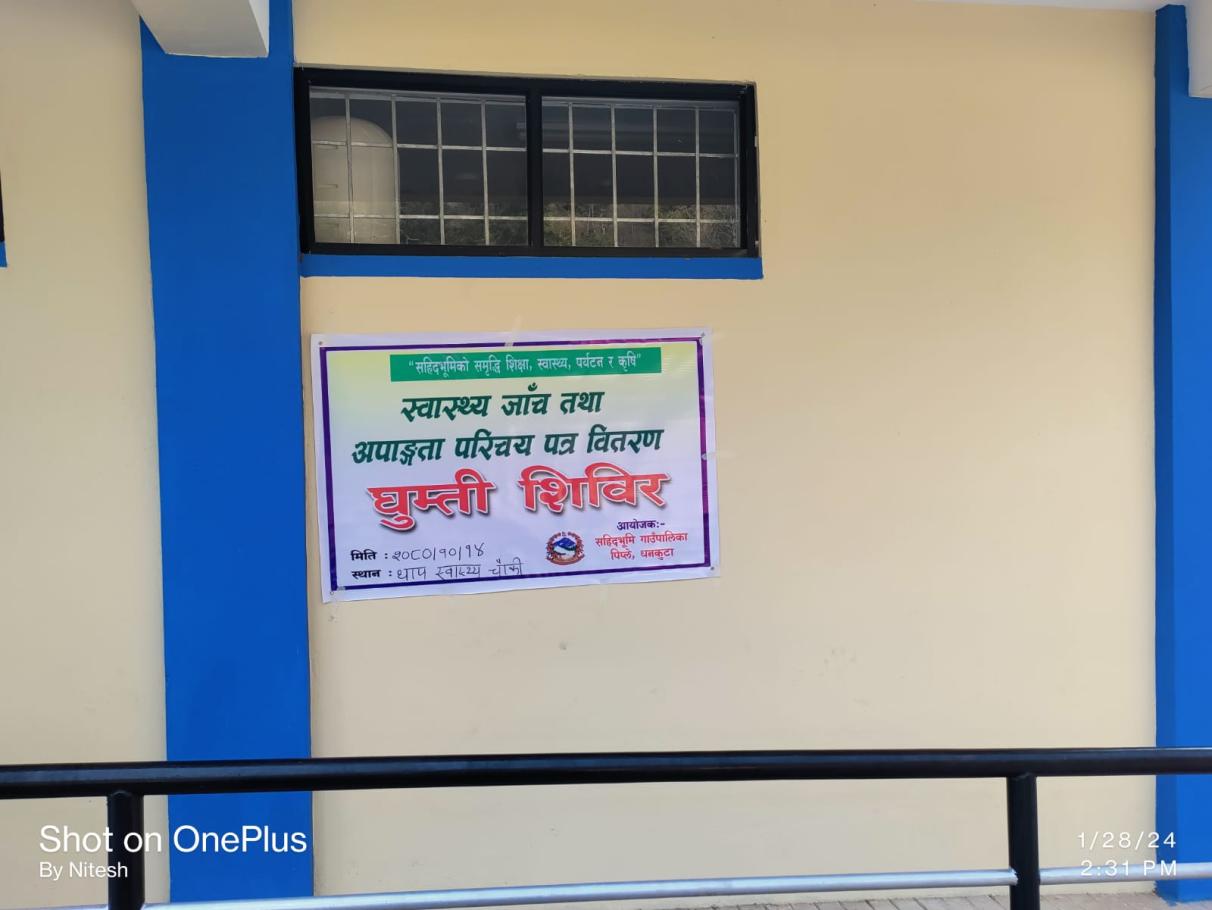 "सहिदभूमिको समृद्धि शिक्षा, स्वास्थ्य, पर्यटन र कृषि"
स्वास्थ्य जाँच तथा
अपाङ्गता परिचय पत्र वितरण
घुम्ती शिविर
मिति : २०८०/१०/१४
स्थान : थाप स्वास्थ्य चौकी
आयोजक:-
सहिदभूमि गाउँपालिका
पिप्ले, धनकुटा
Shot on OnePlus
By Nitesh
1/28/24
2:31 PM